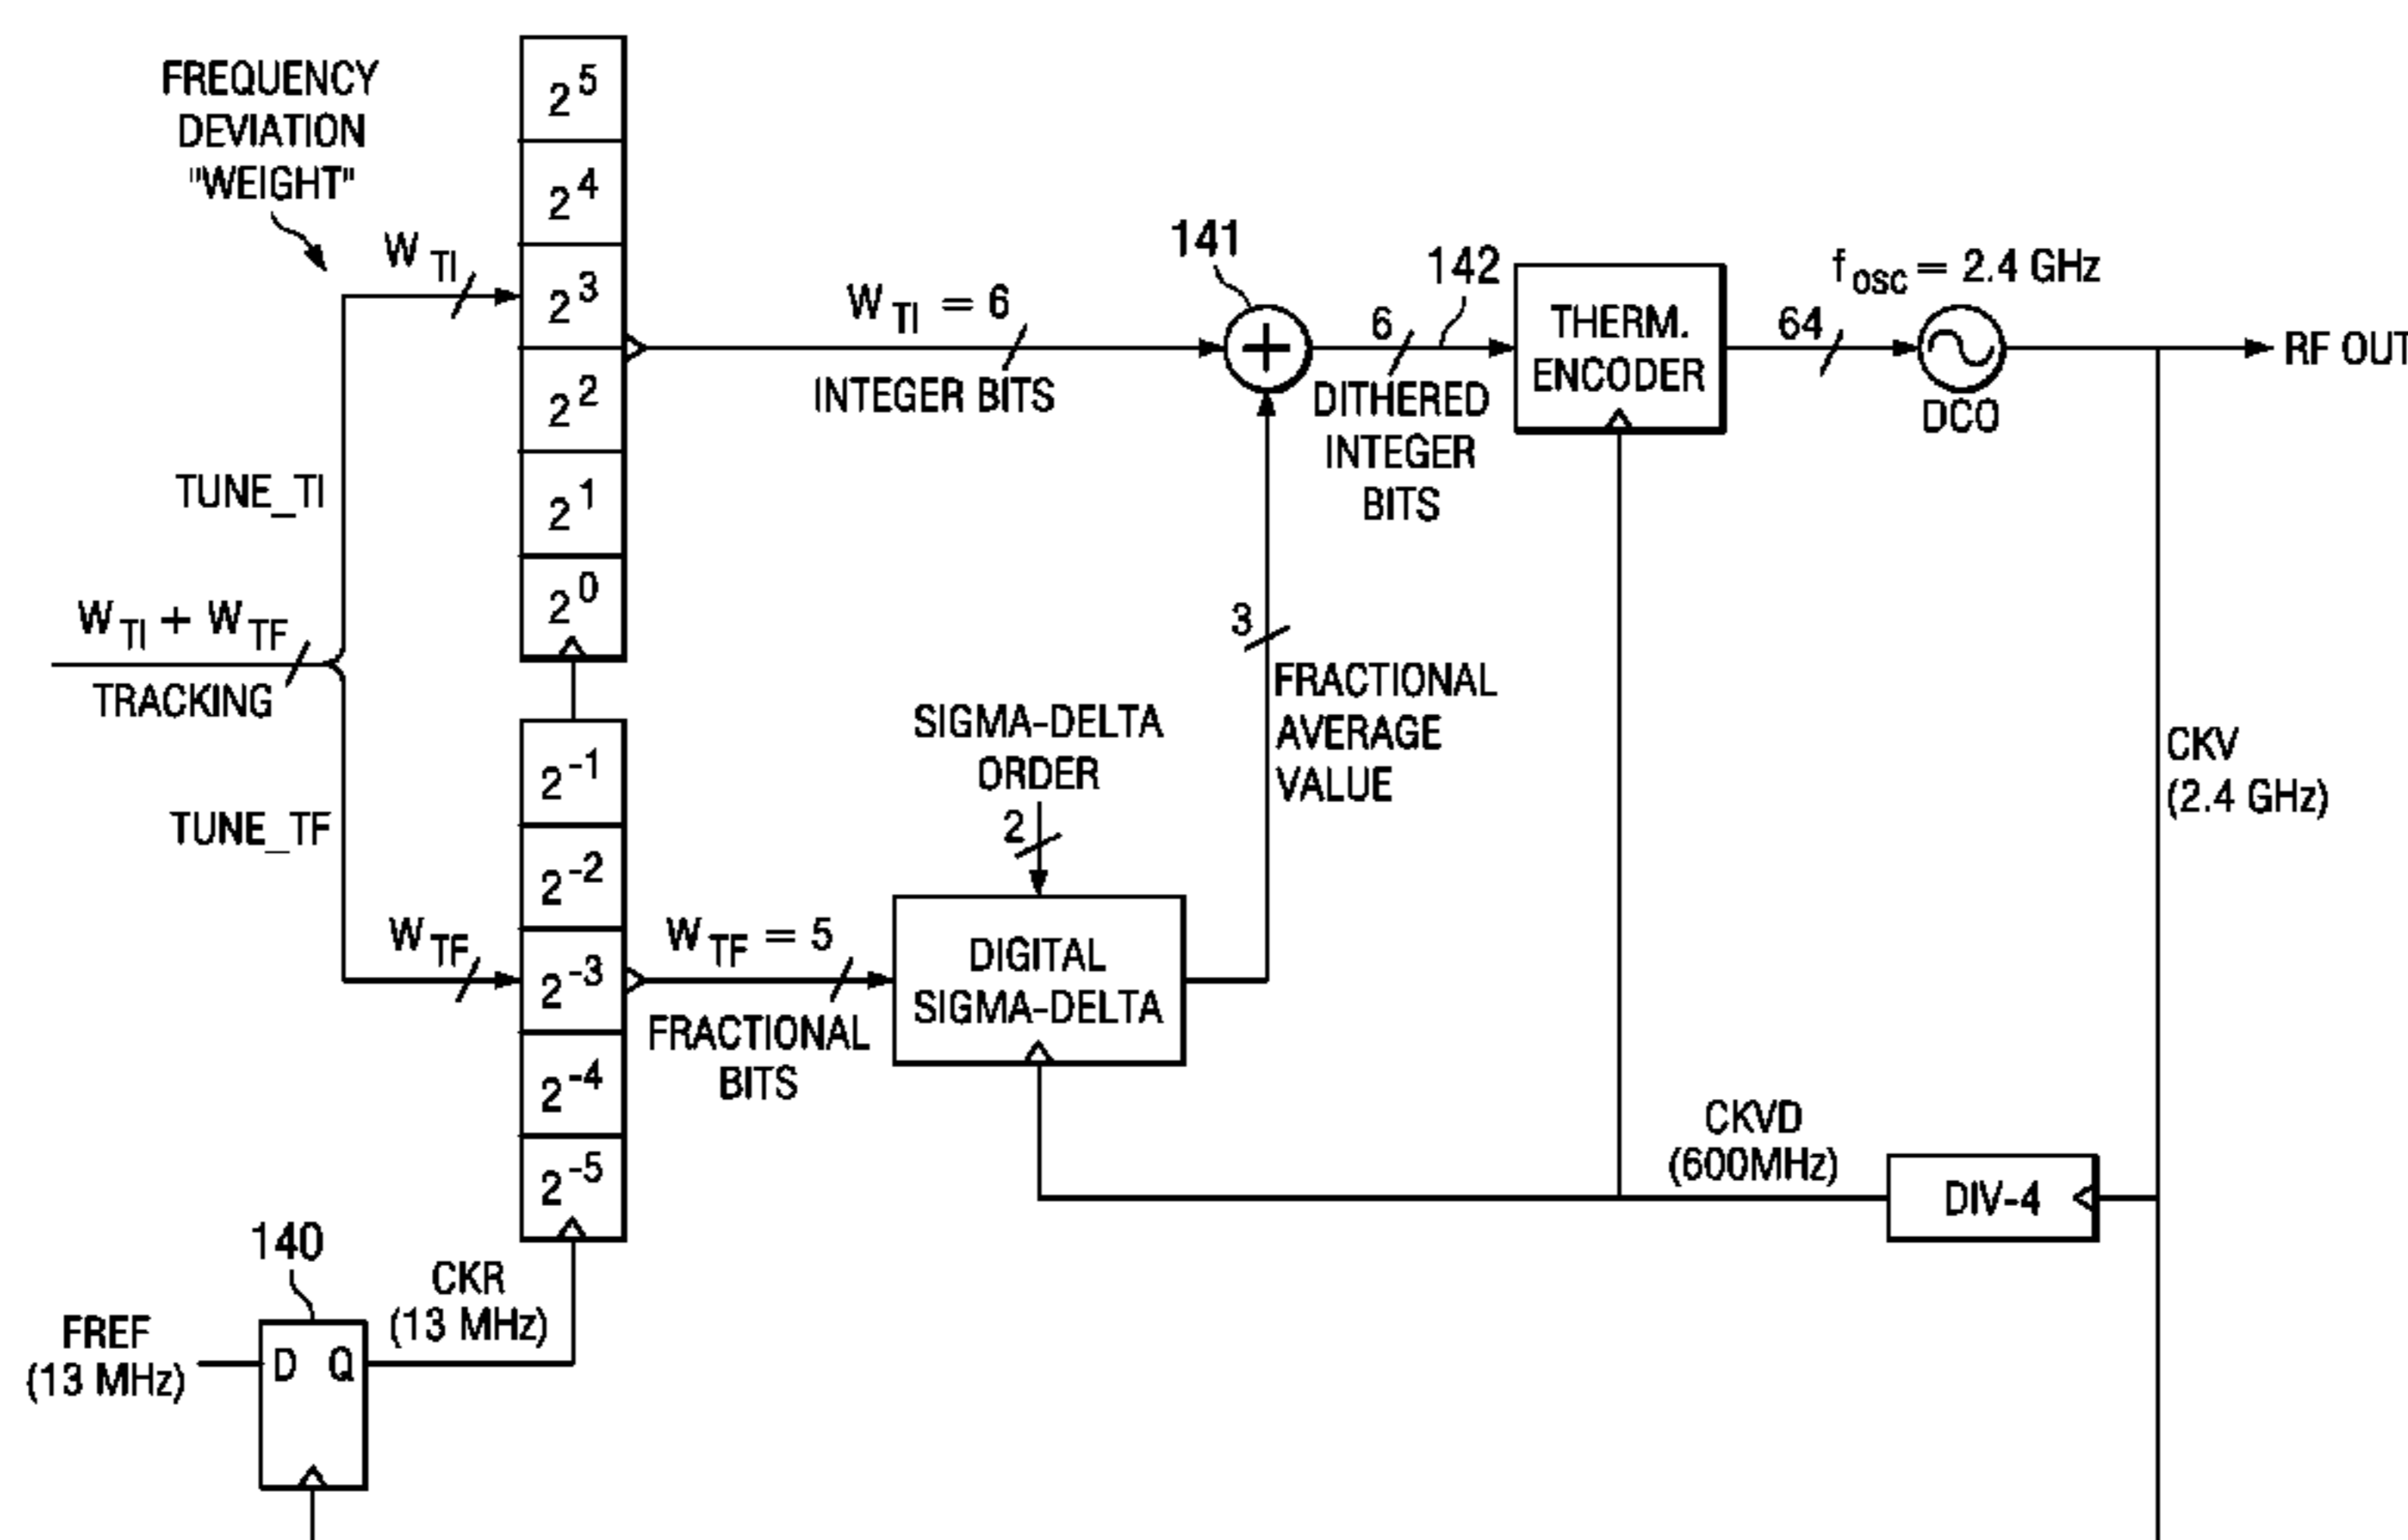 FREQUENCY
DEVIATION
"WEIGHT"
W TI
TUNE_TI
W TI + W TF
TRACKING
TUNE_TF
W TF
2^5
2^4
2^3
2^2
2^1
2^0
2^-1
2^-2
2^-3
2^-4
2^-5
W TI = 6
INTEGER BITS
141
6
142
DITHERED
INTEGER
BITS
THERM.
ENCODER
64
f OSC = 2.4 GHz
DCO
RF OUT
3
FRACTIONAL
AVERAGE
VALUE
SIGMA-DELTA
ORDER
2
W TF = 5
FRACTIONAL
BITS
DIGITAL
SIGMA-DELTA
CKV
(2.4 GHz)
CKVD
(600MHz)
DIV-4
140
FREF
(13 MHz)
D Q
CKR
(13 MHz)